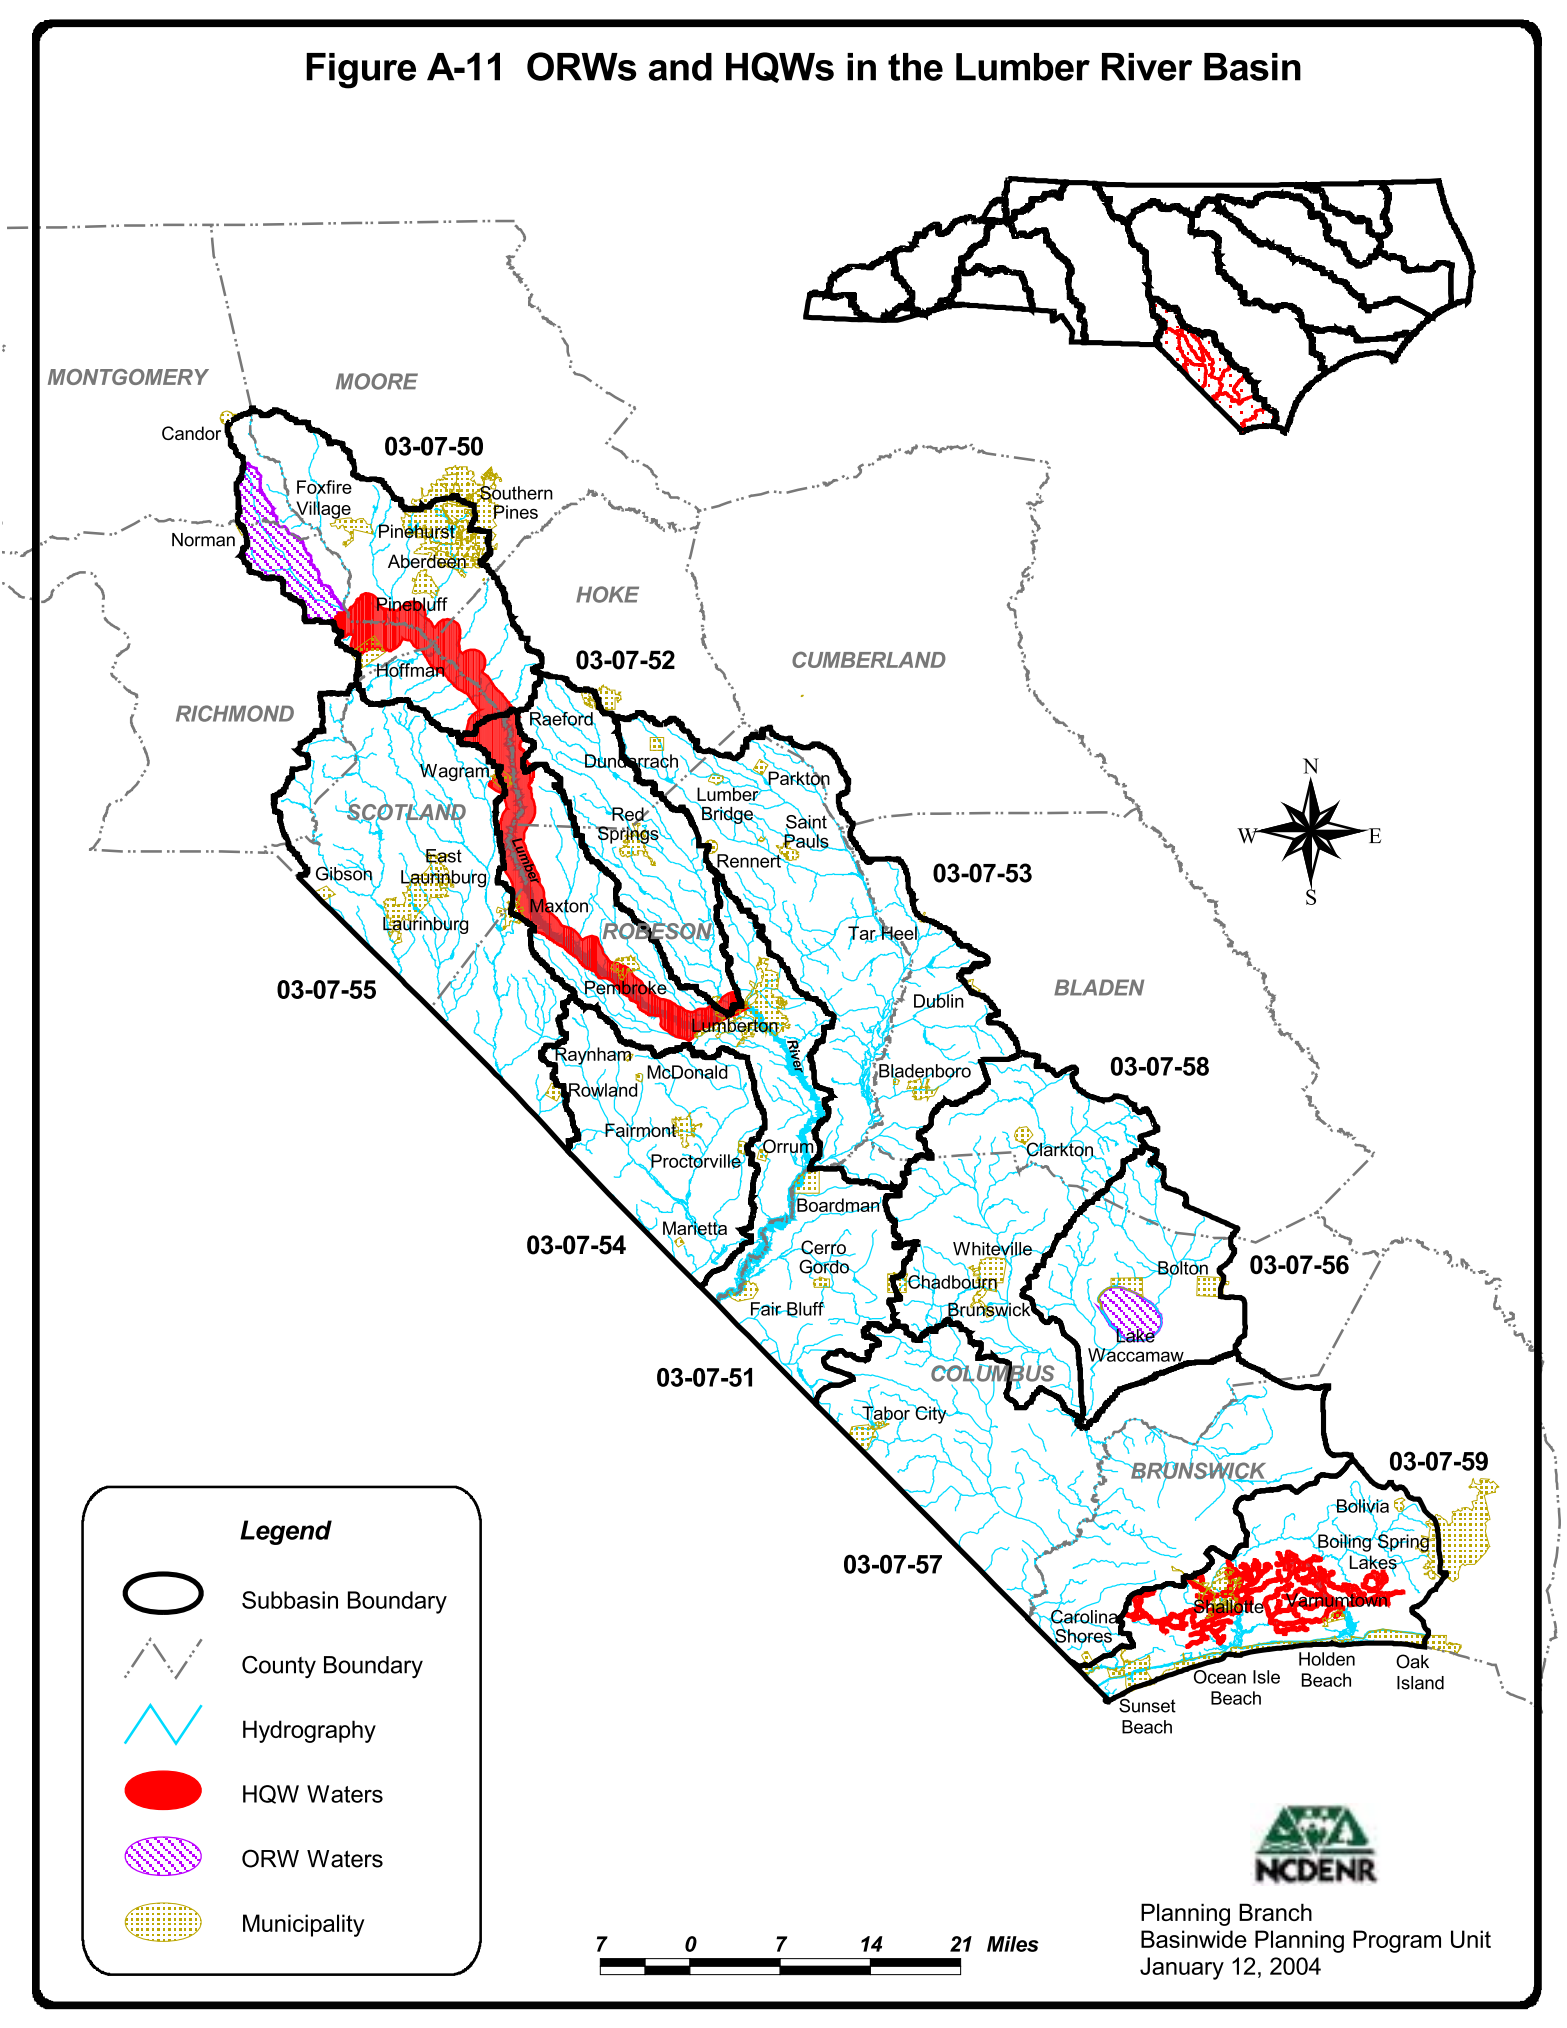 Figure A-11 ORWs and HQWs in the Lumber River Basin
MONTGOMERY
MOORE
Candor
03-07-50
Foxfire
Village
Southern
Pines
Pinehurst
Norman
Aberdeen
HOKE
Pinebluff
CUMBERLAND
03-07-52
Hoffman
RICHMOND
Raeford
Dundarrach
Wagram
Parkton
Lumber
Bridge
SCOTLAND
Red
Springs
Saint
Pauls
Rennert
Lumber
East
Laurinburg
Gibson
03-07-53
Maxton
Laurinburg
ROBESON
Tar Heel
N
W
E
S
03-07-55
Pembroke
Dublin
BLADEN
Lumberton
River
Raynham
McDonald
Bladenboro
03-07-58
Rowland
Fairmont
Orrum
Proctorville
Clarkton
Boardman
Marietta
03-07-54
Cerro
Gordo
Whiteville
Bolton
03-07-56
Chadbourn
Fair Bluff
Brunswick
Lake
Waccamaw
03-07-51
COLUMBUS
Tabor City
BRUNSWICK
03-07-59
Bolivia
Boiling Spring
Lakes
03-07-57
Shallotte
Varnumtown
Carolina
Shores
Ocean Isle
Beach
Holden
Beach
Oak
Island
Sunset
Beach
Legend
Subbasin Boundary
County Boundary
Hydrography
HQW Waters
ORW Waters
Municipality
7 0 7 14 21 Miles
NCDENR
Planning Branch
Basinwide Planning Program Unit
January 12, 2004